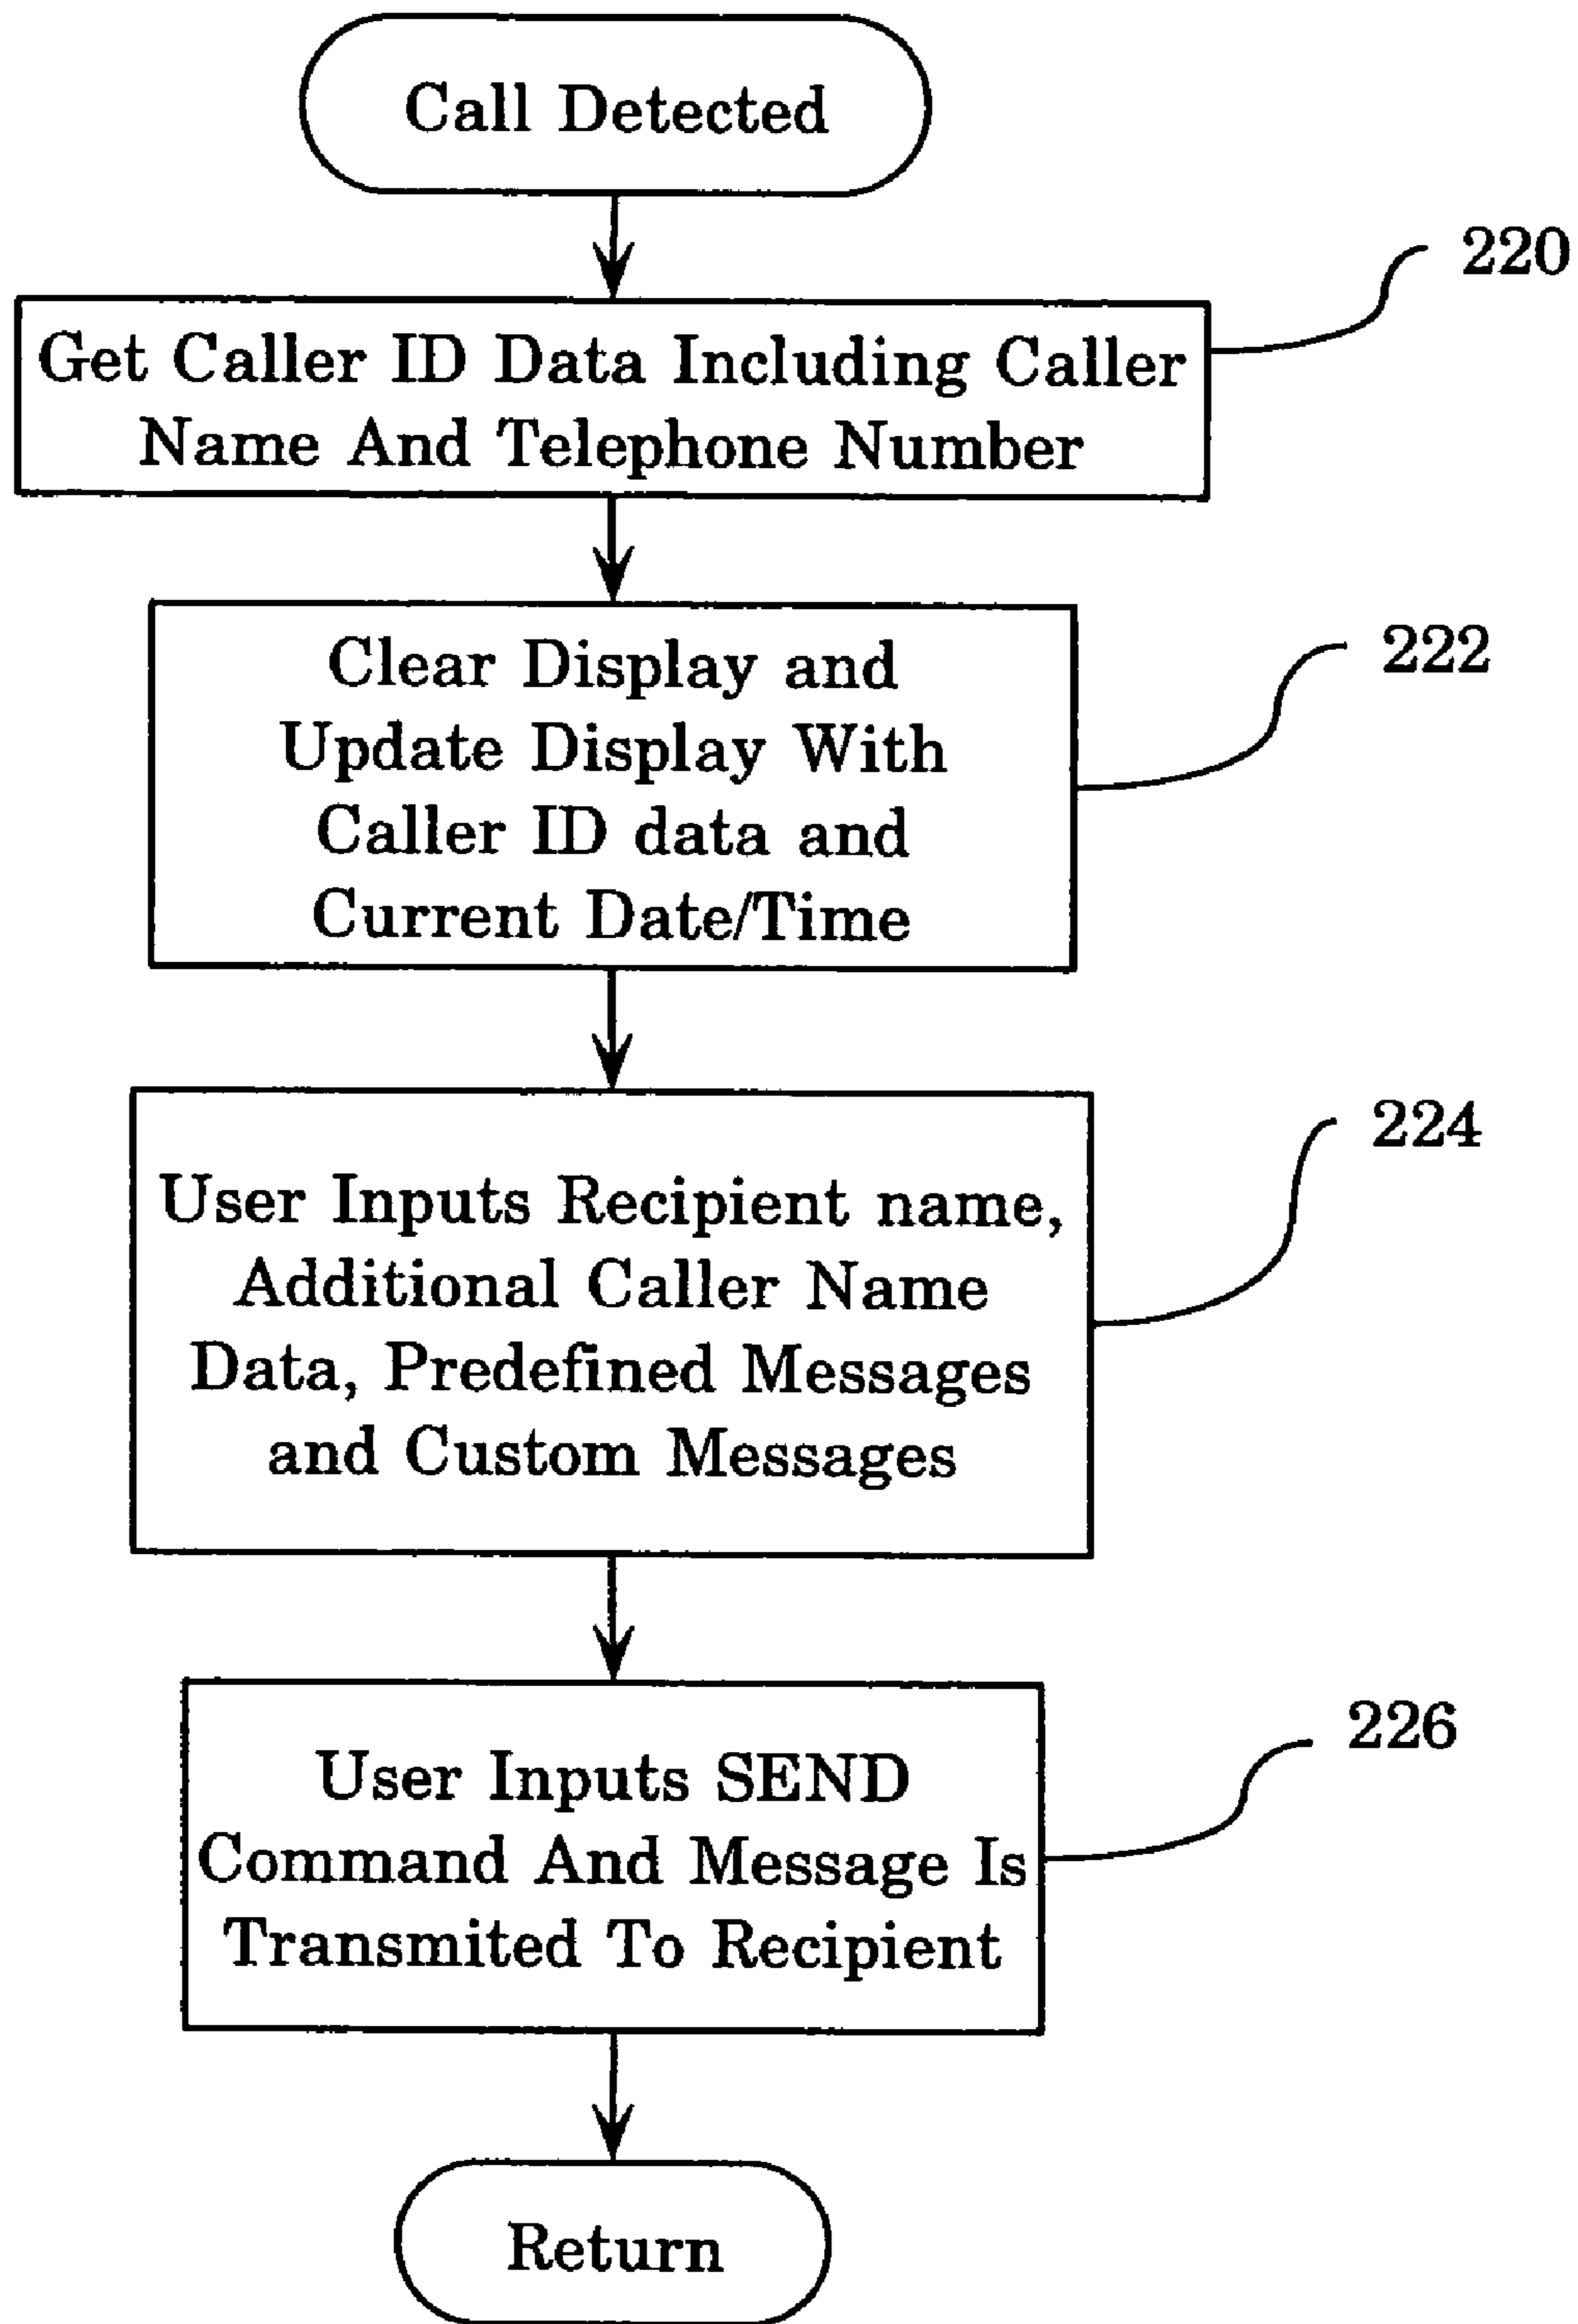 Call Detected
220
Get Caller ID Data Including Caller
Name And Telephone Number
222
Clear Display and
Update Display With
Caller ID data and
Current Date/Time
224
User Inputs Recipient name,
Additional Caller Name
Data, Predefined Messages
and Custom Messages
226
User Inputs SEND
Command And Message Is
Transmited To Recipient
Return